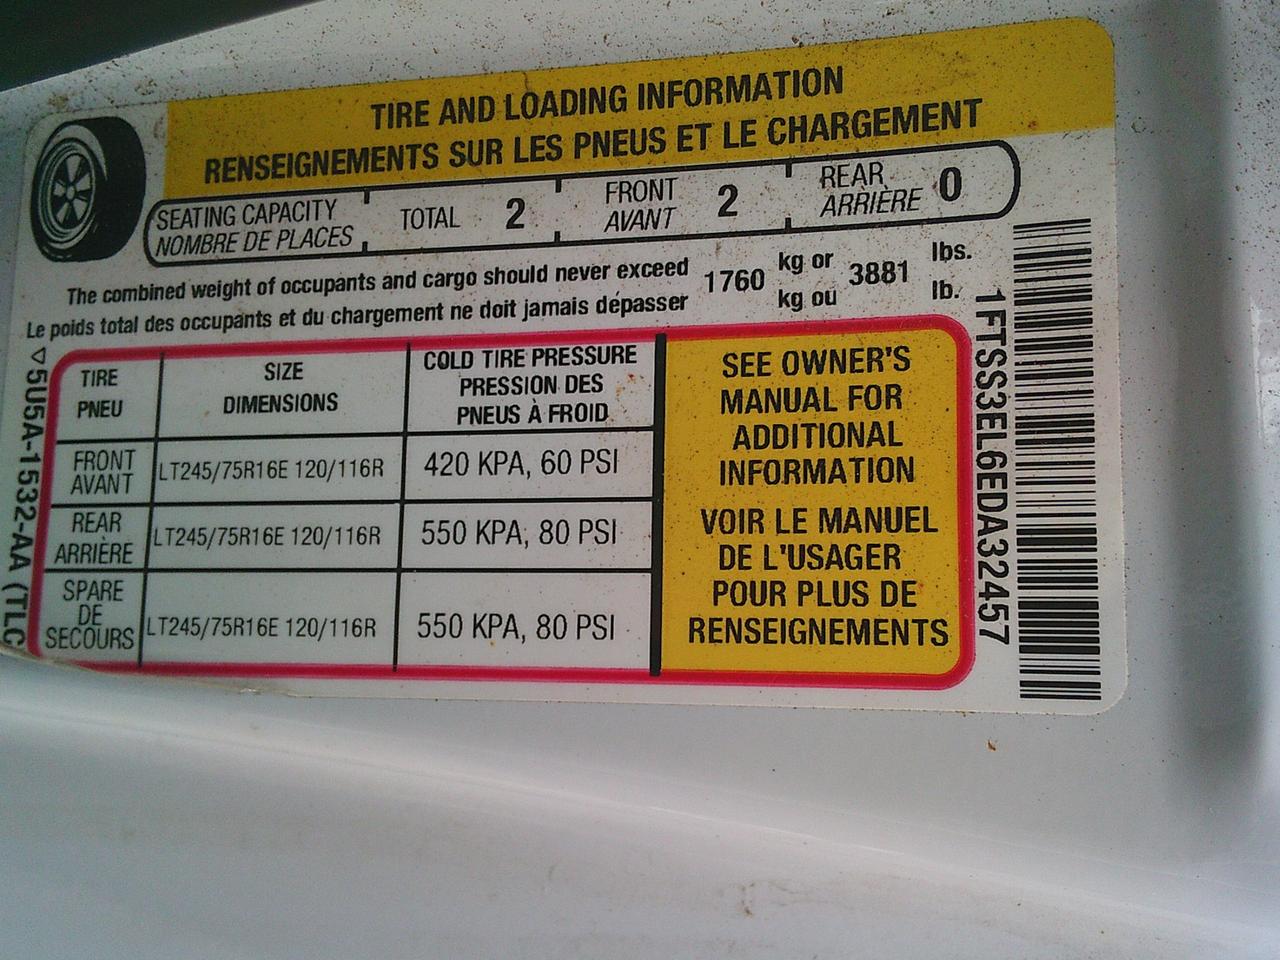 TIRE AND LOADING INFORMATION
RENSEIGNEMENTS SUR LES PNEUS ET LE CHARGEMENT
SEATING CAPACITY
NOMBRE DE PLACES
TOTAL 2
FRONT
AVANT
2
REAR
ARRIÈRE
0
The combined weight of occupants and cargo should never exceed
Le poids total des occupants et du chargement ne doit jamais dépasser
1760
kg or
kg ou
3881
lbs.
lb.
TIRE
PNEU
SIZE
DIMENSIONS
COLD TIRE PRESSURE
PRESSION DES
PNEUS À FROID
FRONT
AVANT
LT245/75R16E 120/116R
420 KPA, 60 PSI
REAR
ARRIÈRE
LT245/75R16E 120/116R
550 KPA, 80 PSI
SPARE
DE
SECOURS
LT245/75R16E 120/116R
550 KPA, 80 PSI
SEE OWNER'S
MANUAL FOR
ADDITIONAL
INFORMATION
VOIR LE MANUEL
DE L'USAGER
POUR PLUS DE
RENSEIGNEMENTS
1FTSS3EL6EDA32457
▽5U5A-1532-AA (TLC